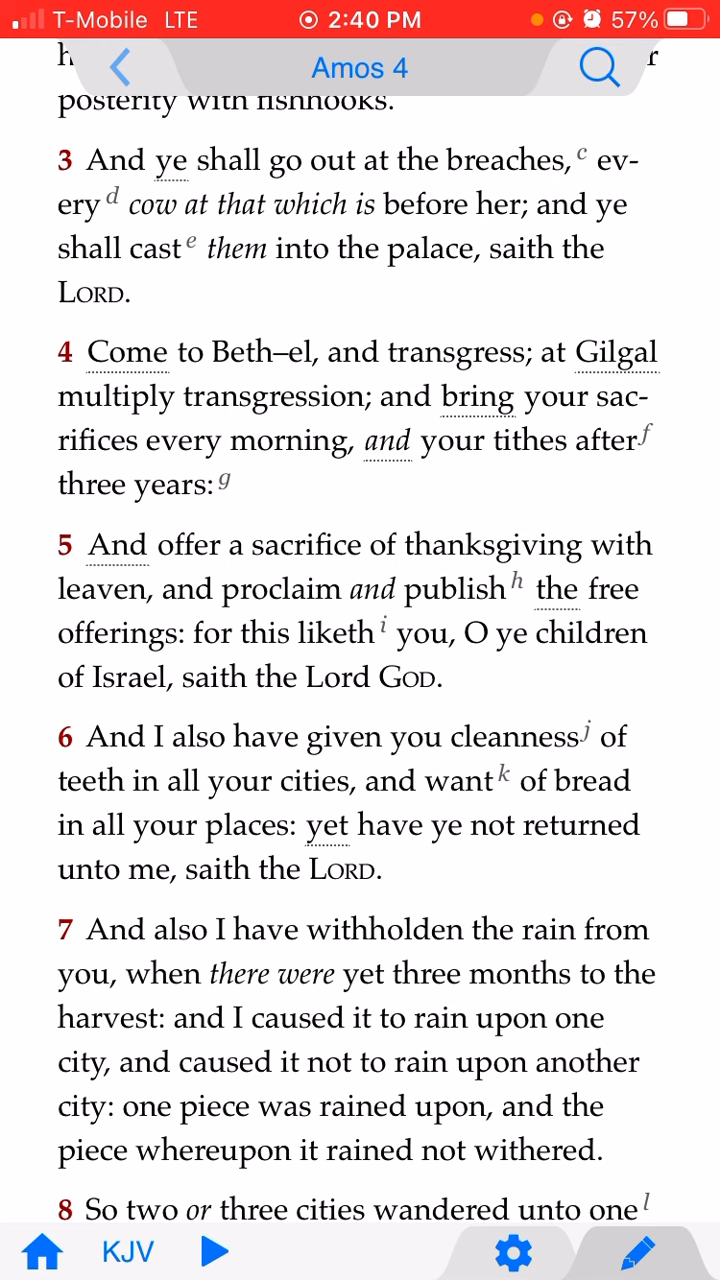 T-Mobile LTE 2:40 PM 57%
Amos 4
posterity with fishhooks.
3 And ye shall go out at the breaches, c ev-
ery d cow at that which is before her; and ye
shall cast e them into the palace, saith the
LORD.
4 Come to Beth–el, and transgress; at Gilgal
multiply transgression; and bring your sac-
rifices every morning, and your tithes after f
three years: g
5 And offer a sacrifice of thanksgiving with
leaven, and proclaim and publish h the free
offerings: for this liketh i you, O ye children
of Israel, saith the Lord GOD.
6 And I also have given you cleanness j of
teeth in all your cities, and want k of bread
in all your places: yet have ye not returned
unto me, saith the LORD.
7 And also I have withholden the rain from
you, when there were yet three months to the
harvest: and I caused it to rain upon one
city, and caused it not to rain upon another
city: one piece was rained upon, and the
piece whereupon it rained not withered.
8 So two or three cities wandered unto one l
KJV